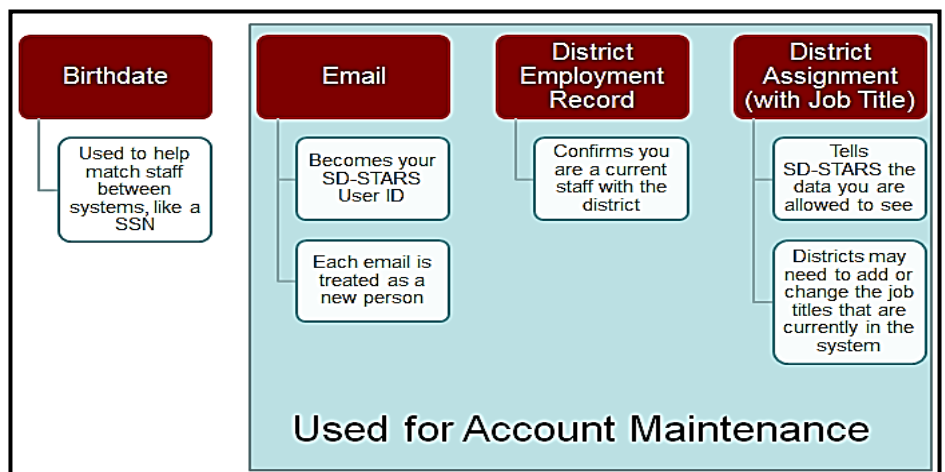 Birthdate
Used to help
match staff
between
systems, like a
SSN
Email
Becomes your
SD-STARS
User ID
Each email is
treated as a
new person
District
Employment
Record
Confirms you
are a current
staff with the
district
District
Assignment
(with Job Title)
Tells
SD-STARS the
data you are
allowed to see
Districts may
need to add or
change the job
titles that are
currently in the
system
Used for Account Maintenance